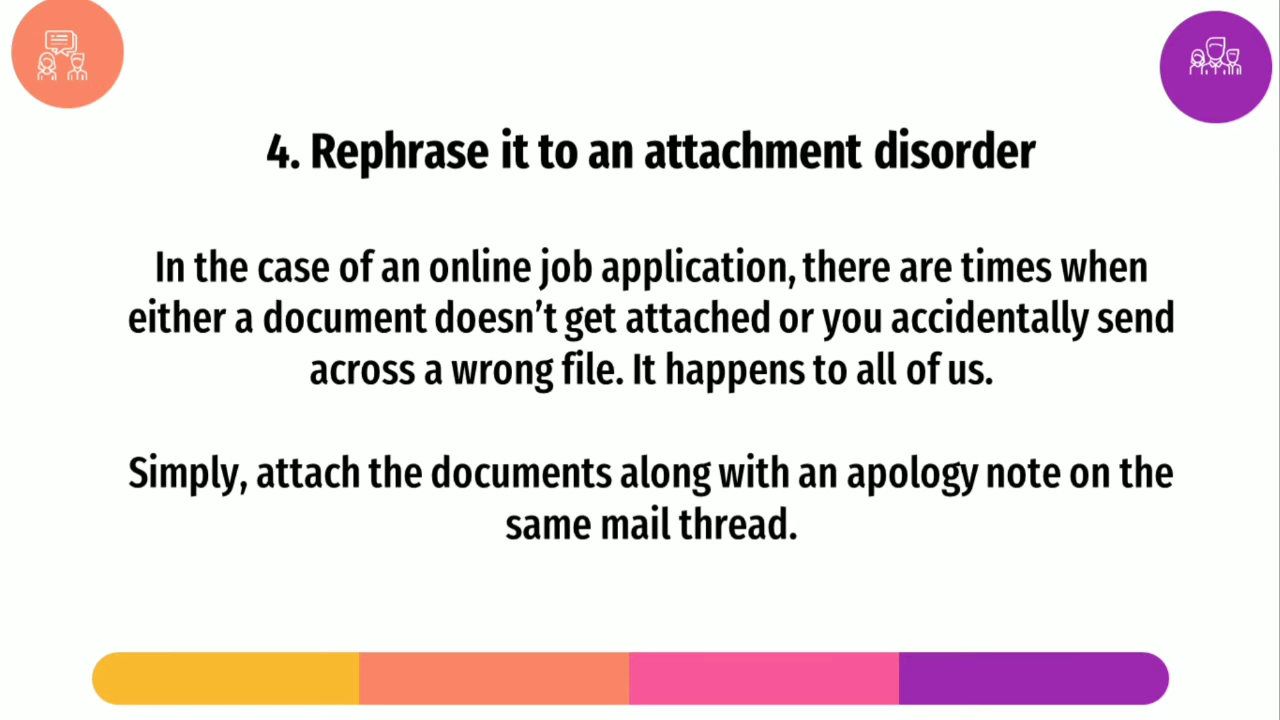 4. Rephrase it to an attachment disorder
In the case of an online job application, there are times when
either a document doesn’t get attached or you accidentally send
across a wrong file. It happens to all of us.
Simply, attach the documents along with an apology note on the
same mail thread.